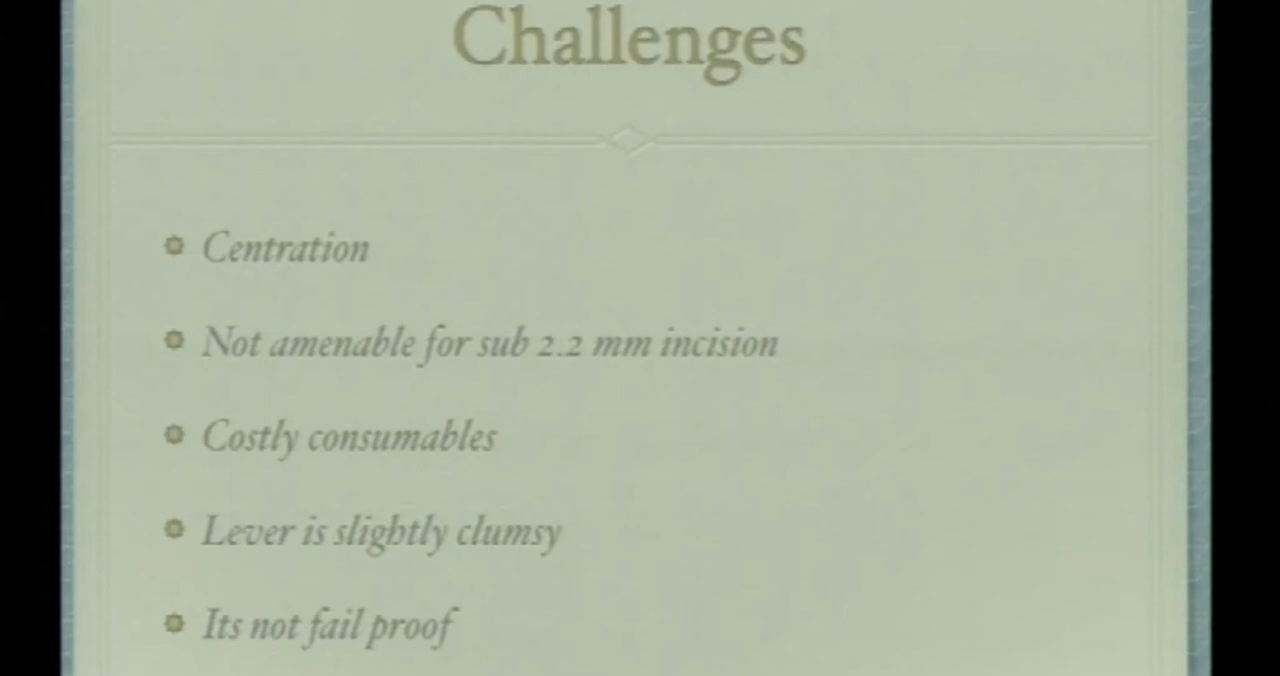 Challenges
Centration
Not amenable for sub 2.2 mm incision
Costly consumables
Lever is slightly clumsy
Its not fail proof